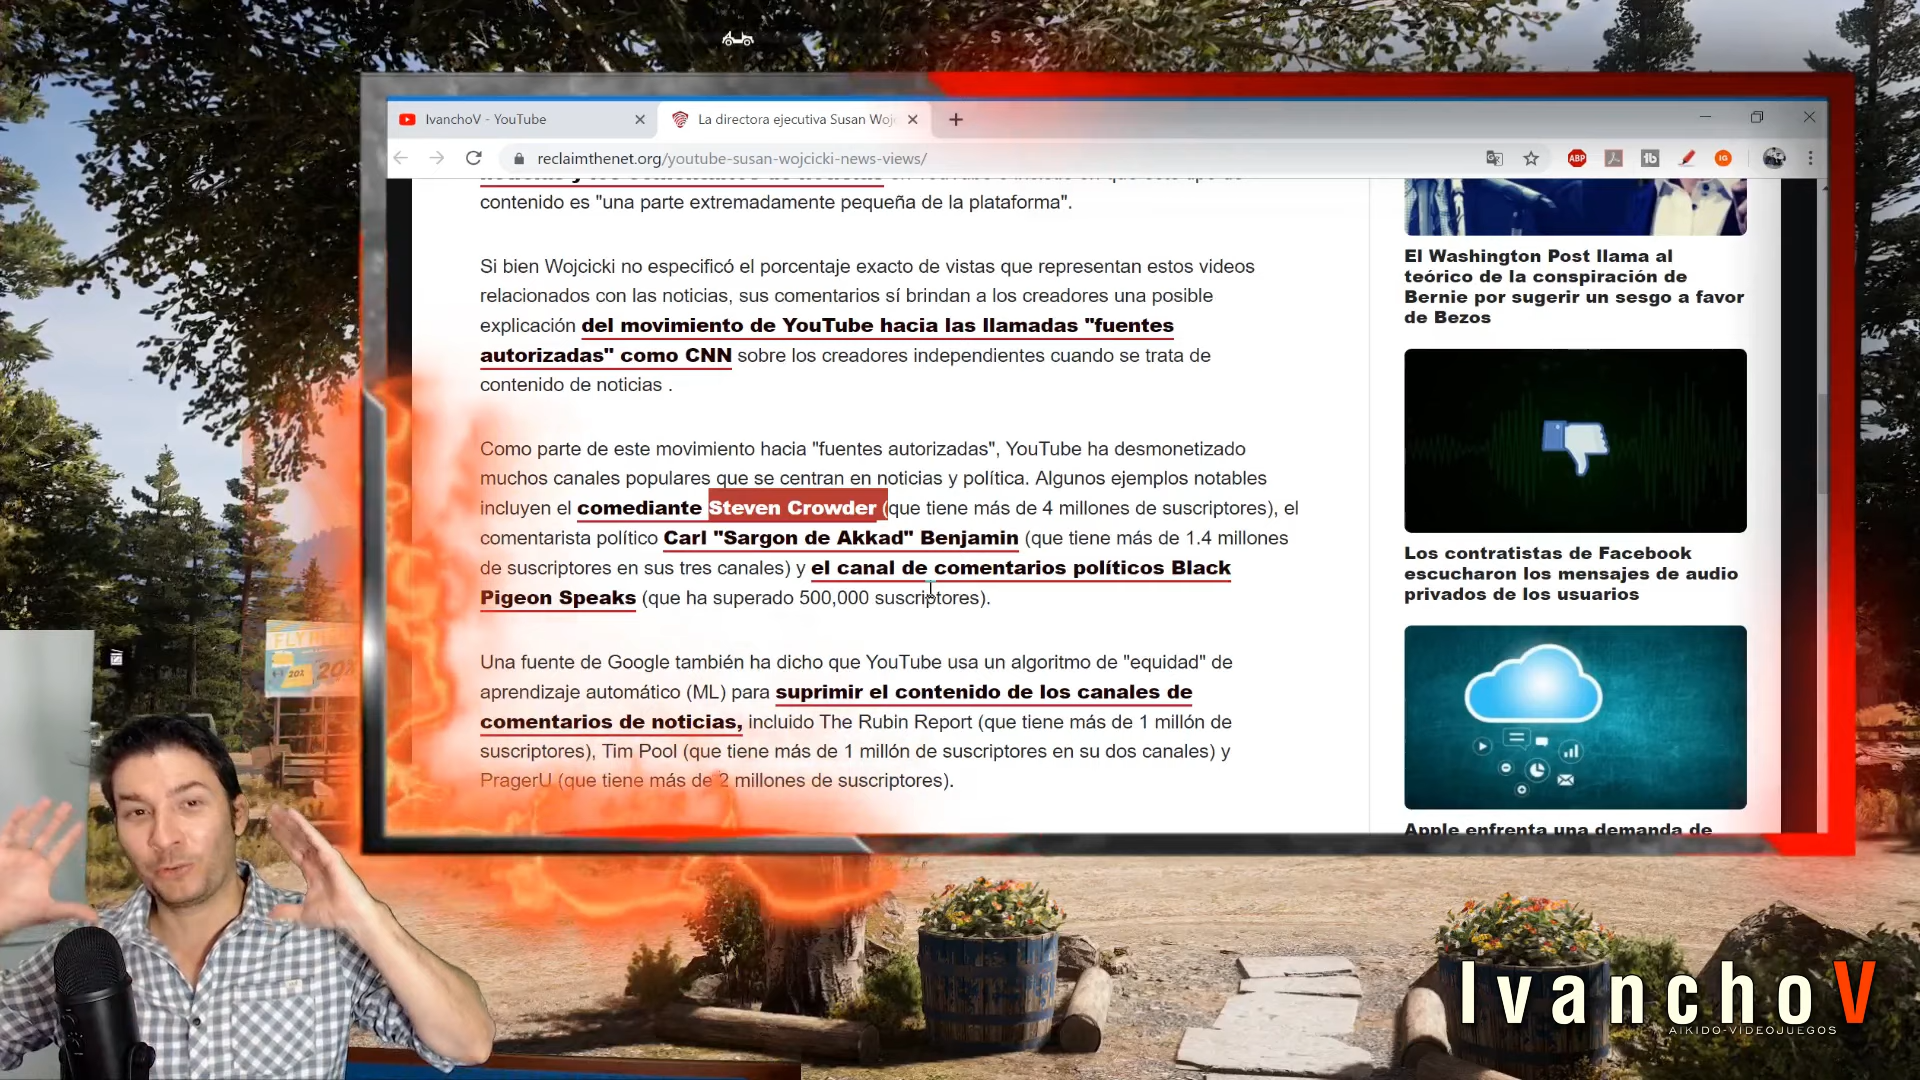 IvanchoV - YouTube
La directora ejecutiva Susan Woj
reclaimthenet.org/youtube-susan-wojcicki-news-views/
contenido es "una parte extremadamente pequeña de la plataforma".
Si bien Wojcicki no especificó el porcentaje exacto de vistas que representan estos videos
relacionados con las noticias, sus comentarios sí brindan a los creadores una posible
explicación del movimiento de YouTube hacia las llamadas "fuentes
autorizadas" como CNN sobre los creadores independientes cuando se trata de
contenido de noticias .
Como parte de este movimiento hacia "fuentes autorizadas", YouTube ha desmonetizado
muchos canales populares que se centran en noticias y política. Algunos ejemplos notables
incluyen el comediante Steven Crowder (que tiene más de 4 millones de suscriptores), el
comentarista político Carl "Sargon de Akkad" Benjamin (que tiene más de 1.4 millones
de suscriptores en sus tres canales) y el canal de comentarios políticos Black
Pigeon Speaks (que ha superado 500,000 suscriptores).
Una fuente de Google también ha dicho que YouTube usa un algoritmo de "equidad" de
aprendizaje automático (ML) para suprimir el contenido de los canales de
comentarios de noticias, incluido The Rubin Report (que tiene más de 1 millón de
suscriptores), Tim Pool (que tiene más de 1 millón de suscriptores en su dos canales) y
PragerU (que tiene más de 2 millones de suscriptores).
El Washington Post llama al
teórico de la conspiración de
Bernie por sugerir un sesgo a favor
de Bezos
Los contratistas de Facebook
escucharon los mensajes de audio
privados de los usuarios
Apple enfrenta una demanda de
ABP
IG
FLY
20%
IvanchoV
AIKIDO-VIDEOJUEGOS